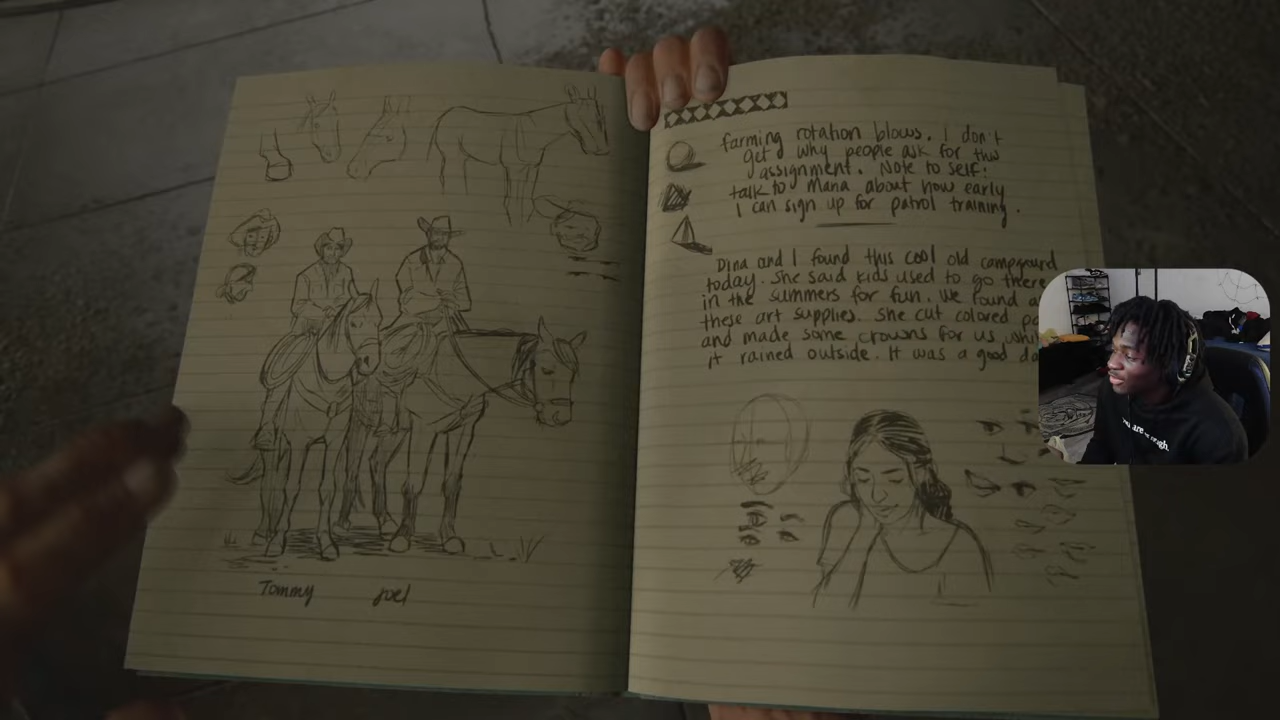 farming rotation blows. I don't
get why people ask for this
assignment. Note to self:
talk to Maria about how early
I can sign up for patrol training.
Dina and I found this cool old campground
today. She said kids used to go there
in the summers for fun. We found a
these art supplies. She cut colored pa
and made some crowns for us whi
it rained outside. It was a good da
Tommy Joel